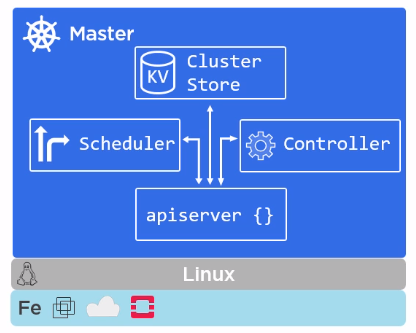 Master
KV
Cluster
Store
Scheduler
Controller
apiserver {}
Linux
Fe